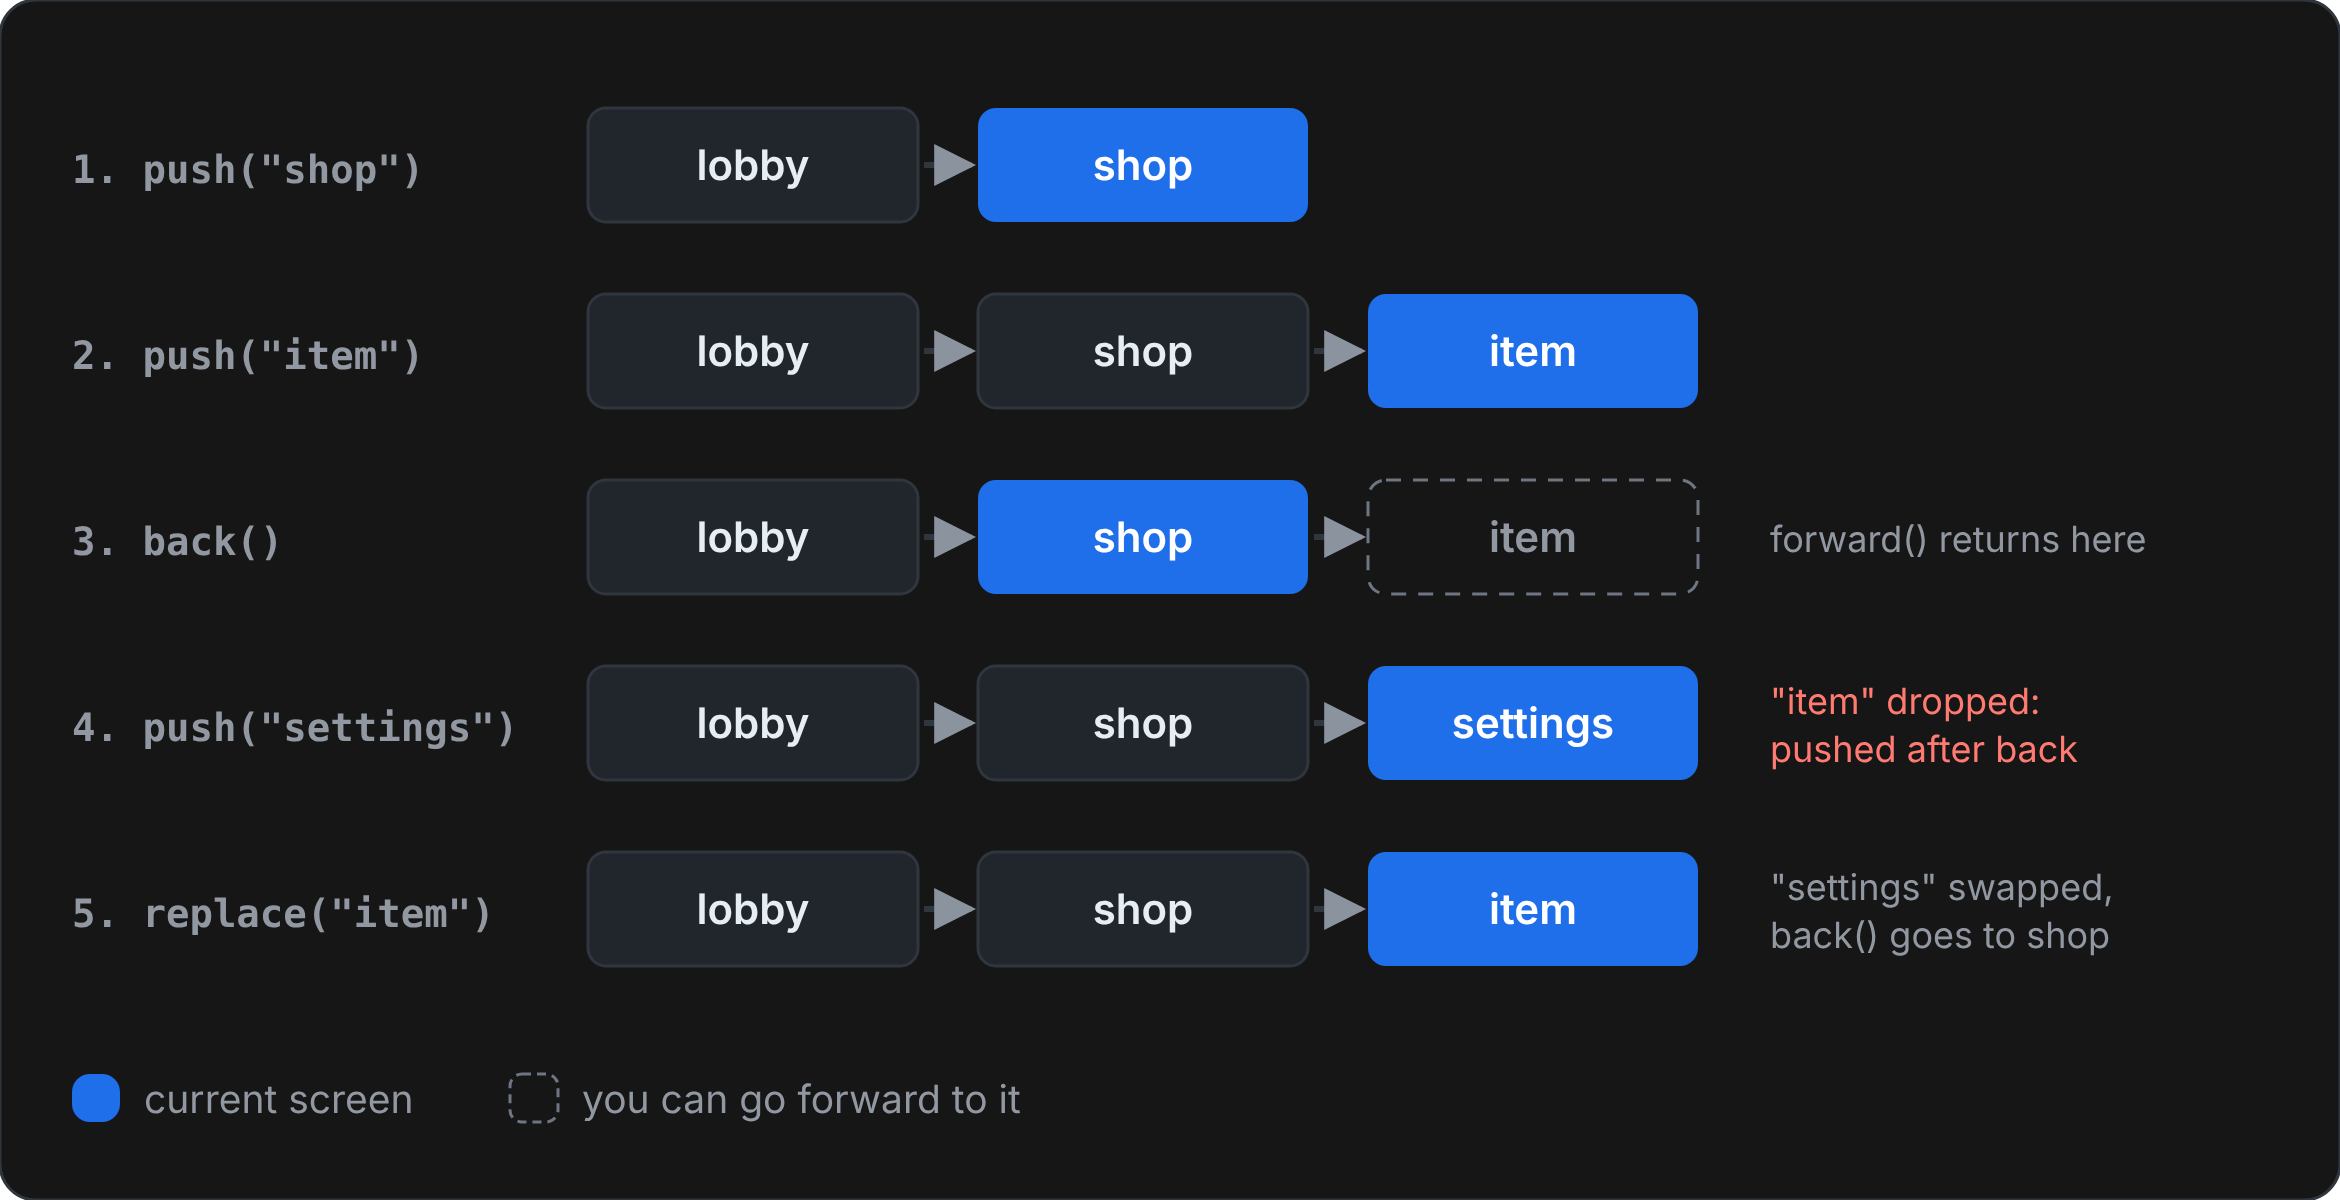 1. push("shop") lobby shop
2. push("item") lobby shop item
3. back() lobby shop item forward() returns here
4. push("settings") lobby shop settings "item" dropped:
pushed after back
5. replace("item") lobby shop item "settings" swapped,
back() goes to shop
current screen you can go forward to it